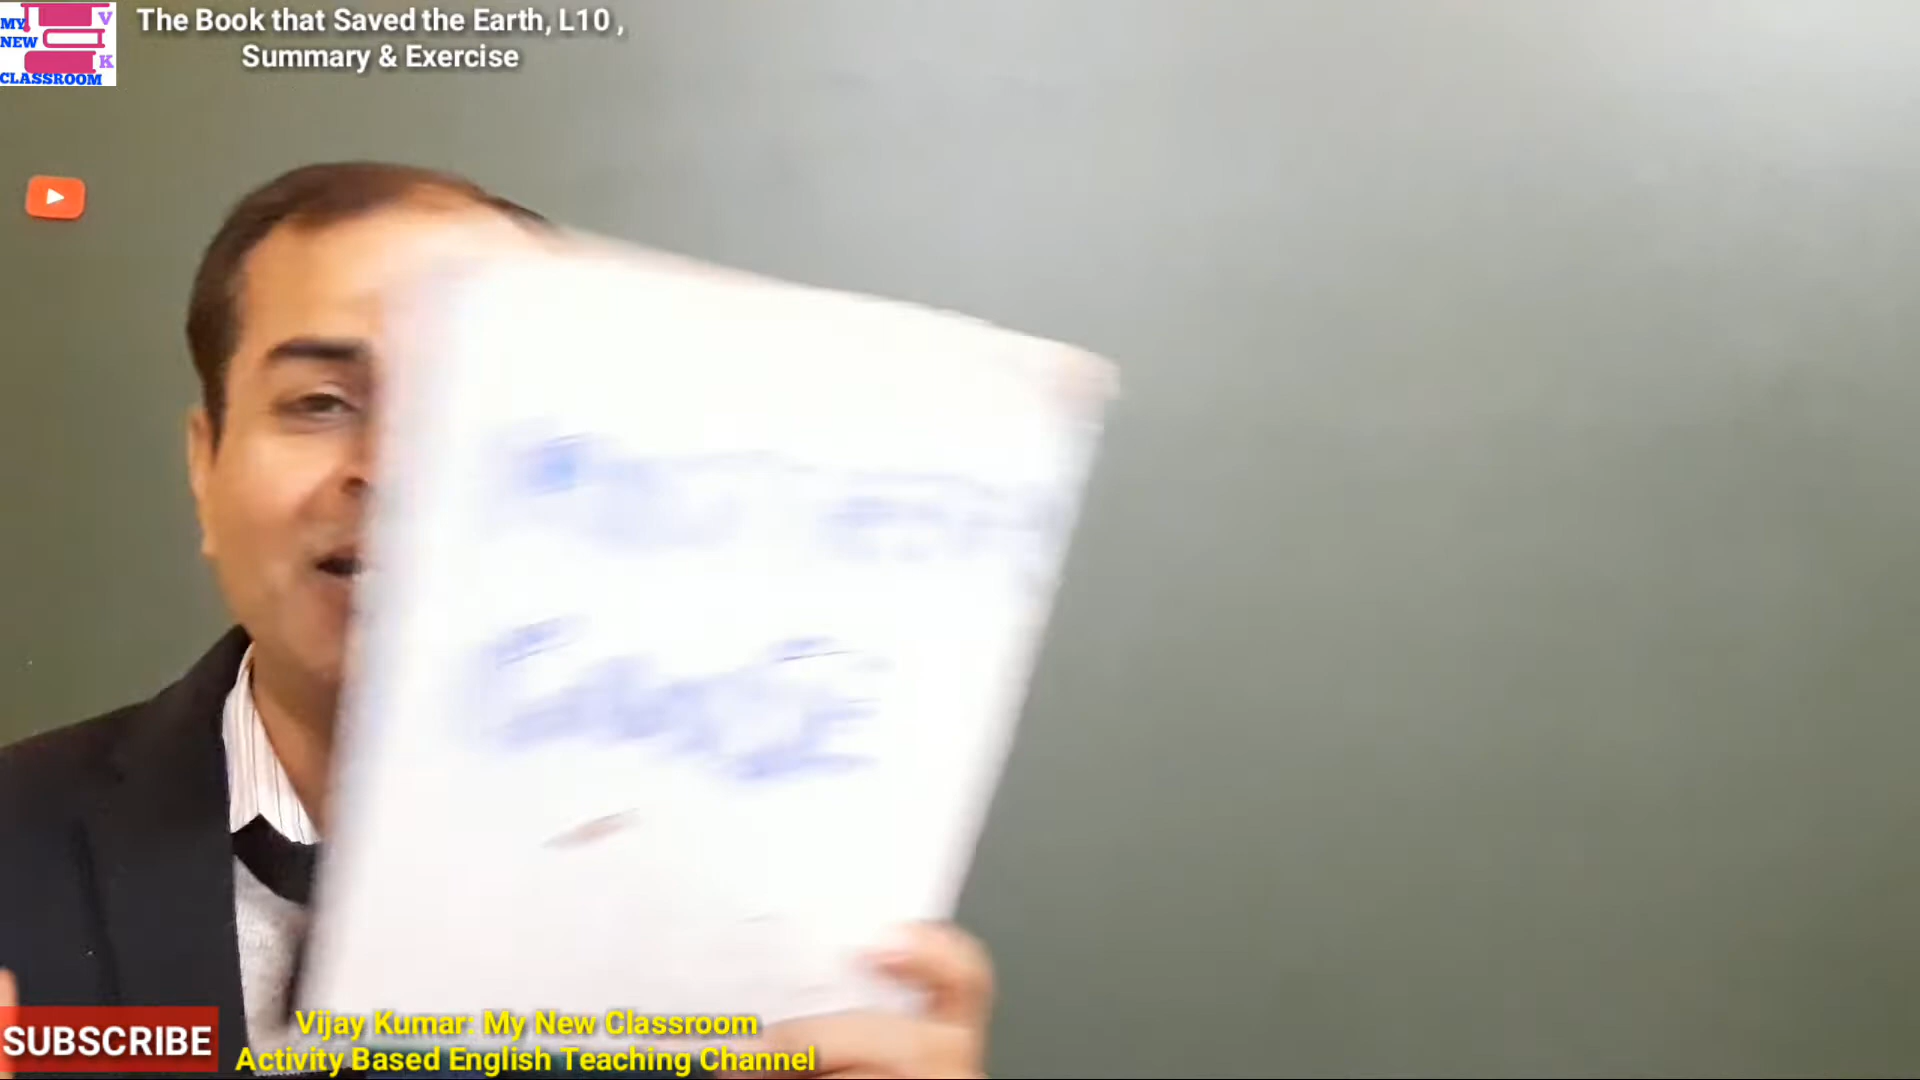 MY
NEW
V
K
CLASSROOM
The Book that Saved the Earth, L10 ,
Summary & Exercise
SUBSCRIBE
Vijay Kumar: My New Classroom
Activity Based English Teaching Channel